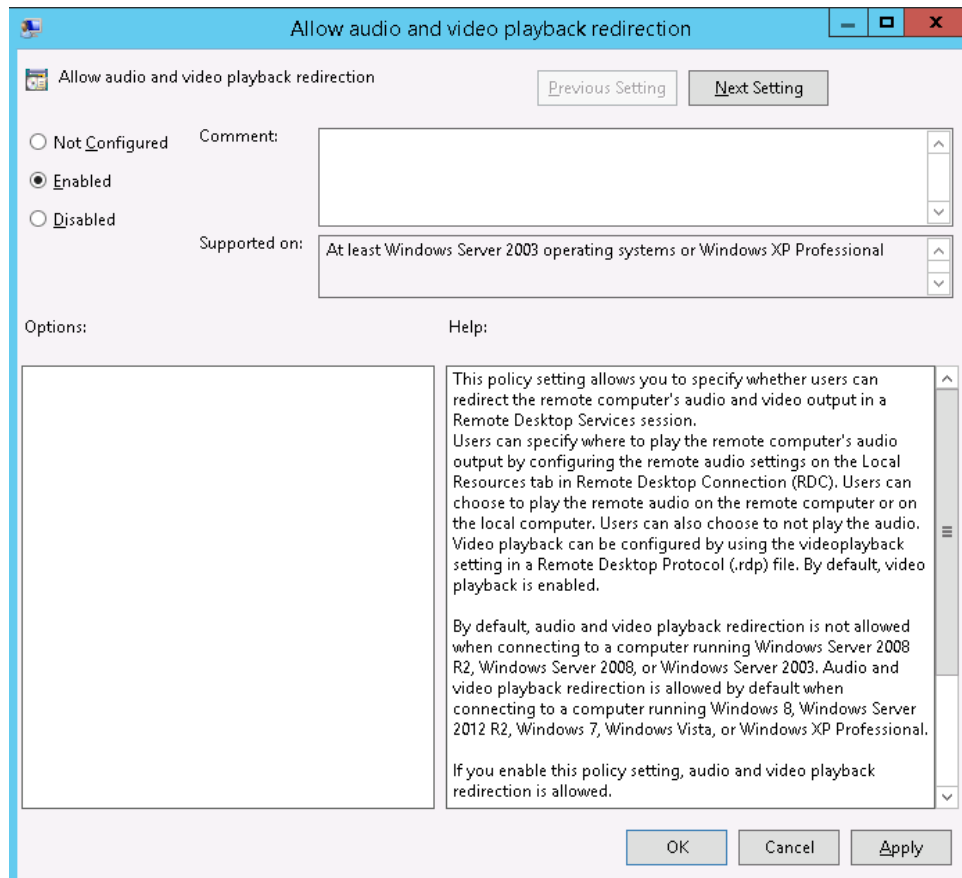 Allow audio and video playback redirection
Allow audio and video playback redirection
Previous Setting
Next Setting
Not Configured
Enabled
Disabled
Comment:
Supported on:
At least Windows Server 2003 operating systems or Windows XP Professional
Options:
Help:
This policy setting allows you to specify whether users can
redirect the remote computer's audio and video output in a
Remote Desktop Services session.
Users can specify where to play the remote computer's audio
output by configuring the remote audio settings on the Local
Resources tab in Remote Desktop Connection (RDC). Users can
choose to play the remote audio on the remote computer or on
the local computer. Users can also choose to not play the audio.
Video playback can be configured by using the videoplayback
setting in a Remote Desktop Protocol (.rdp) file. By default, video
playback is enabled.
By default, audio and video playback redirection is not allowed
when connecting to a computer running Windows Server 2008
R2, Windows Server 2008, or Windows Server 2003. Audio and
video playback redirection is allowed by default when
connecting to a computer running Windows 8, Windows Server
2012 R2, Windows 7, Windows Vista, or Windows XP Professional.
If you enable this policy setting, audio and video playback
redirection is allowed.
OK
Cancel
Apply